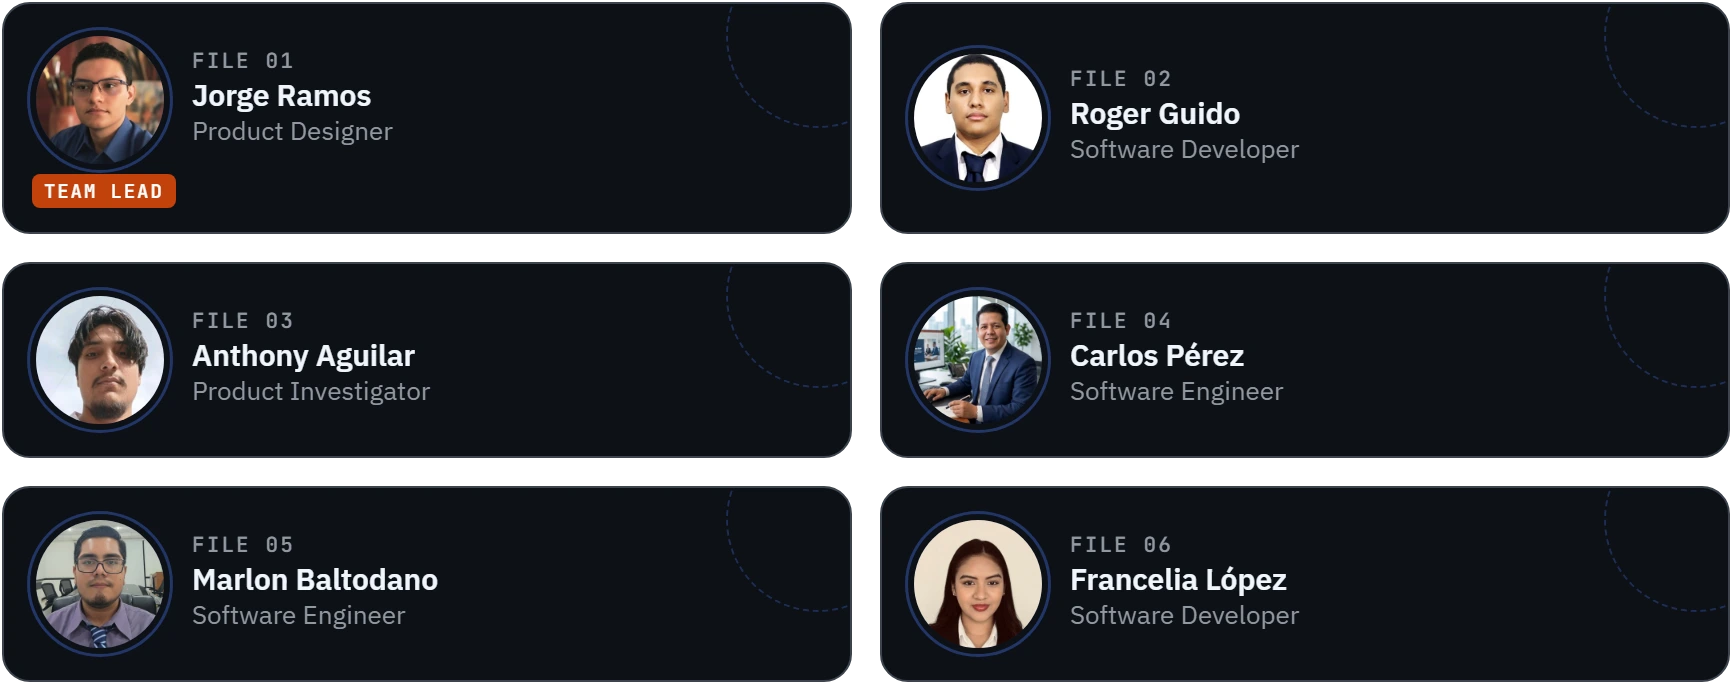 FILE 01
Jorge Ramos
Product Designer
TEAM LEAD
FILE 02
Roger Guido
Software Developer
FILE 03
Anthony Aguilar
Product Investigator
FILE 04
Carlos Pérez
Software Engineer
FILE 05
Marlon Baltodano
Software Engineer
FILE 06
Francelia López
Software Developer